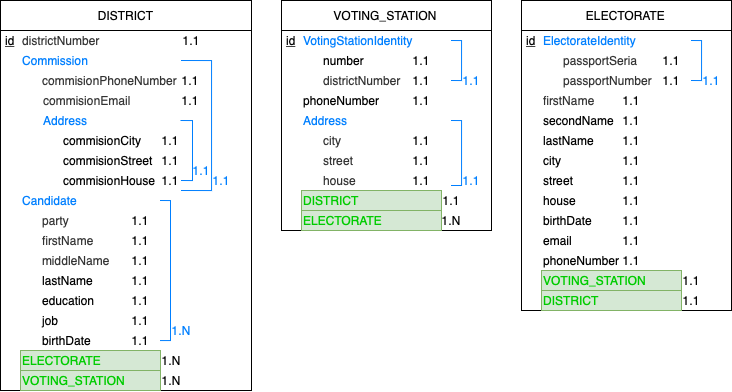 DISTRICT
id districtNumber 1.1
Commission
commisionPhoneNumber 1.1
commisionEmail 1.1
Address
commisionCity 1.1
commisionStreet 1.1
1.1
commisionHouse 1.1
1.1
Candidate
party 1.1
firstName 1.1
middleName 1.1
lastName 1.1
education 1.1
job 1.1
1.N
birthDate 1.1
ELECTORATE 1.N
VOTING_STATION 1.N
VOTING_STATION
id VotingStationIdentity
number 1.1
districtNumber 1.1 1.1
phoneNumber 1.1
Address
city 1.1
street 1.1
house 1.1 1.1
DISTRICT 1.1
ELECTORATE 1.N
ELECTORATE
id ElectorateIdentity
passportSeria 1.1
passportNumber 1.1 1.1
firstName 1.1
secondName 1.1
lastName 1.1
city 1.1
street 1.1
house 1.1
birthDate 1.1
email 1.1
phoneNumber 1.1
VOTING_STATION 1.1
DISTRICT 1.1